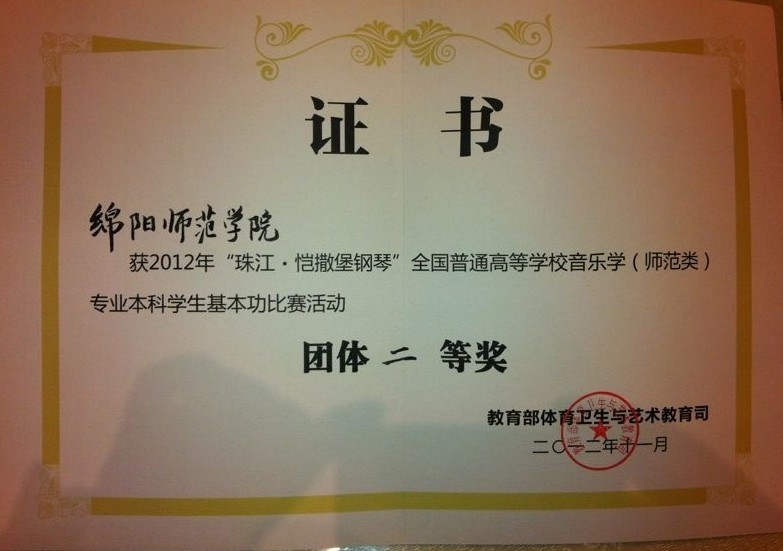 证 书
绵阳师范学院
获2012年“珠江·恺撒堡钢琴”全国普通高等学校音乐学（师范类）
专业本科学生基本功比赛活动
团体 二 等奖
教育部体育卫生与艺术教育司
二〇一二年十一月